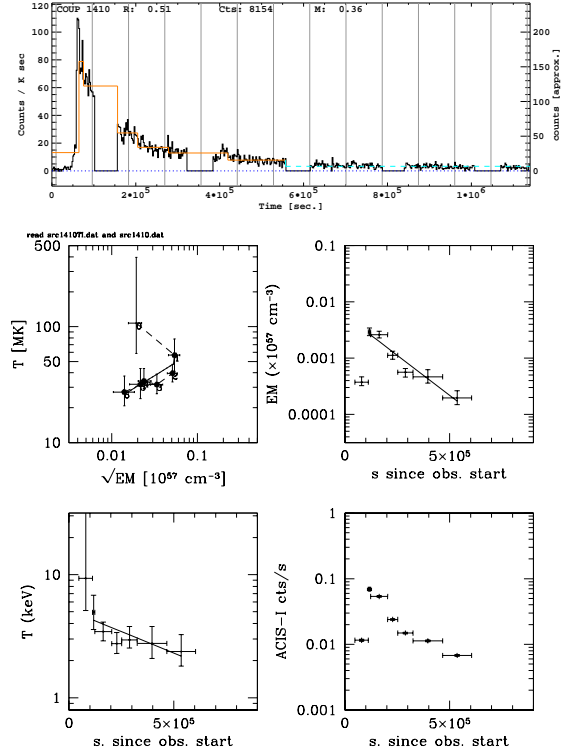 COUP 1410 R: 0.51 Cts: 8154 M: 0.36
120
100
80
60
40
20
0
Counts / K sec
200
150
100
50
0
counts [approx.]
0 2•10⁵ 4•10⁵ 6•10⁵ 8•10⁵ 1•10⁶
Time [sec.]
read src1410Tl.dat and src1410.dat
500
100
50
10
T [MK]
0.01 0.1
√EM [10⁵⁷ cm⁻³]
0.1
0.01
0.001
0.0001
EM (×10⁵⁷ cm⁻³)
0 5×10⁵
s since obs. start
10
1
T (keV)
0 5×10⁵
s. since obs. start
1
0.1
0.01
0.001
ACIS−I cts/s
0 5×10⁵
s. since obs. start